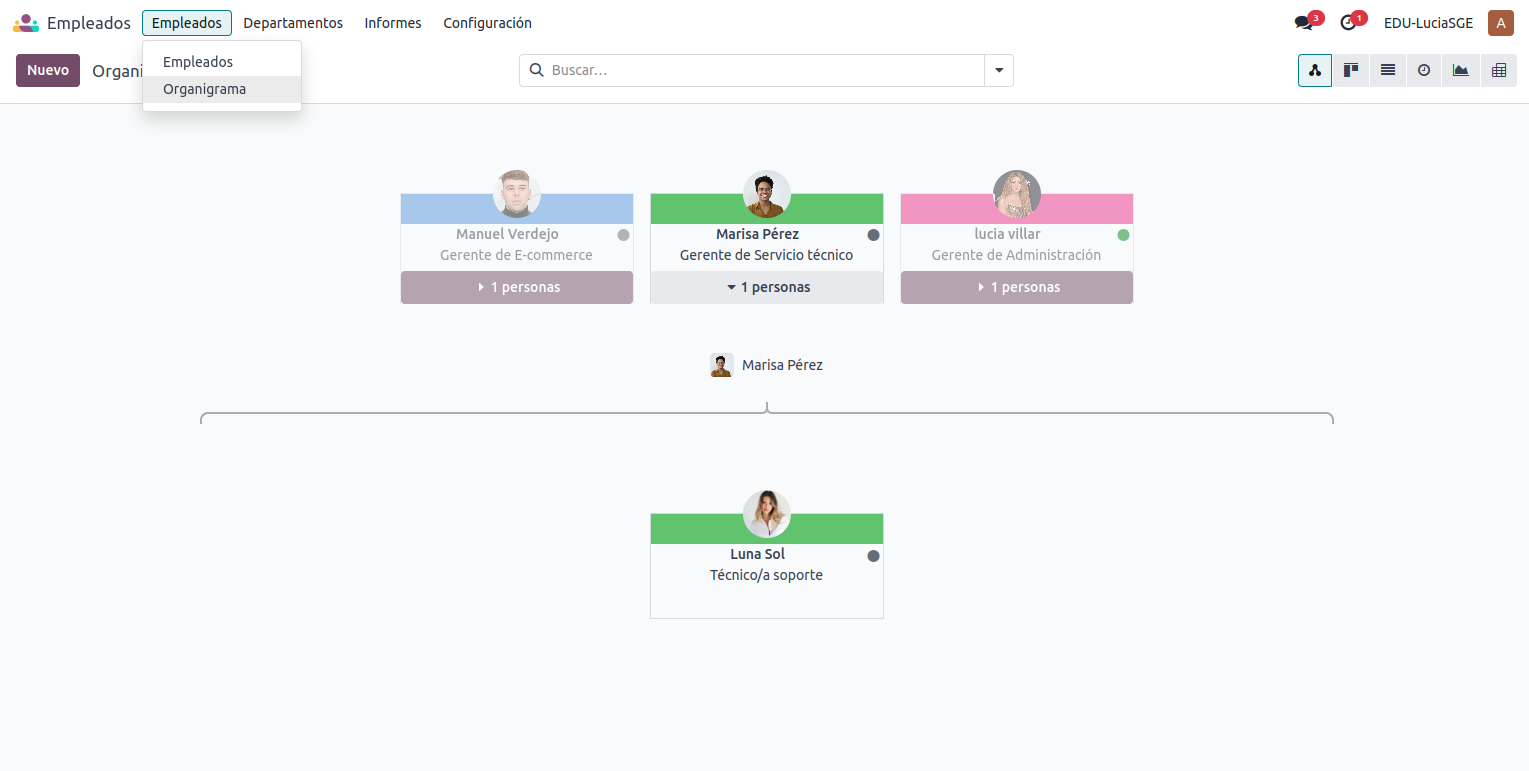 Empleados Empleados Departamentos Informes Configuración 3 1 EDU-LuciaSGE A
Empleados
Nuevo Organi Buscar...
Organigrama
Manuel Verdejo
Gerente de E-commerce
1 personas
Marisa Pérez
Gerente de Servicio técnico
1 personas
lucia villar
Gerente de Administración
1 personas
Marisa Pérez
Luna Sol
Técnico/a soporte